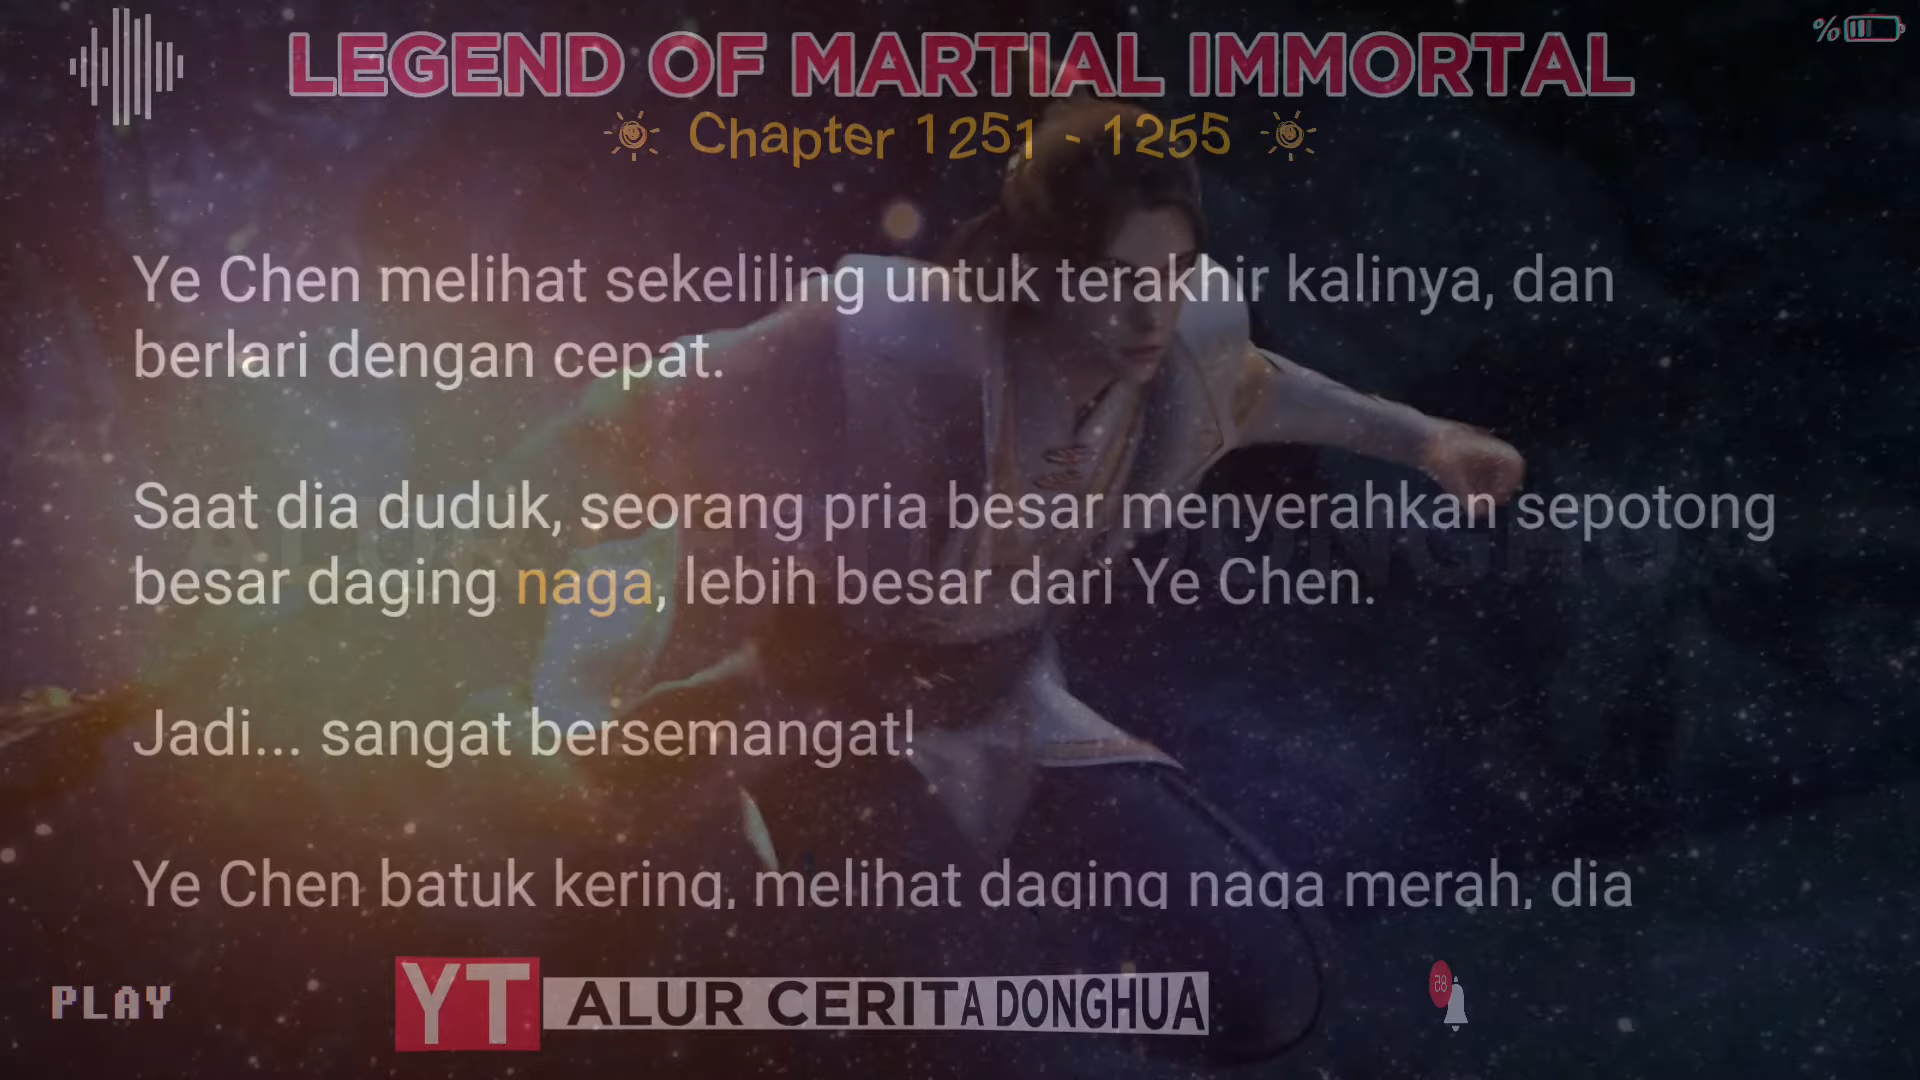 LEGEND OF MARTIAL IMMORTAL
%
Chapter 1251 - 1255
Ye Chen melihat sekeliling untuk terakhir kalinya, dan
berlari dengan cepat.
Saat dia duduk, seorang pria besar menyerahkan sepotong
besar daging naga, lebih besar dari Ye Chen.
Jadi... sangat bersemangat!
Ye Chen batuk kering, melihat daging naga merah, dia
PLAY
YT ALUR CERITA DONGHUA
28